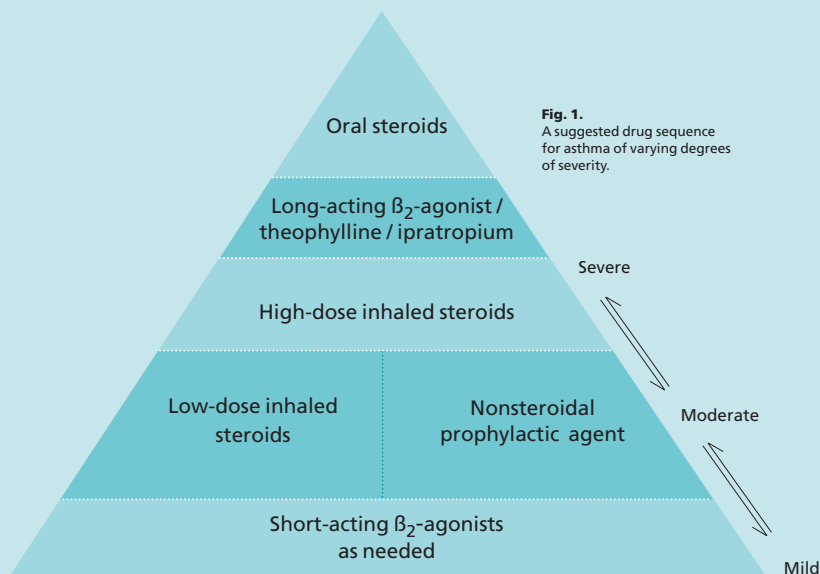 Oral steroids
Fig. 1.
A suggested drug sequence
for asthma of varying degrees
of severity.
Long-acting ß₂-agonist /
theophylline / ipratropium
Severe
High-dose inhaled steroids
Low-dose inhaled
steroids
Nonsteroidal
prophylactic agent
Moderate
Short-acting ß₂-agonists
as needed
Mild